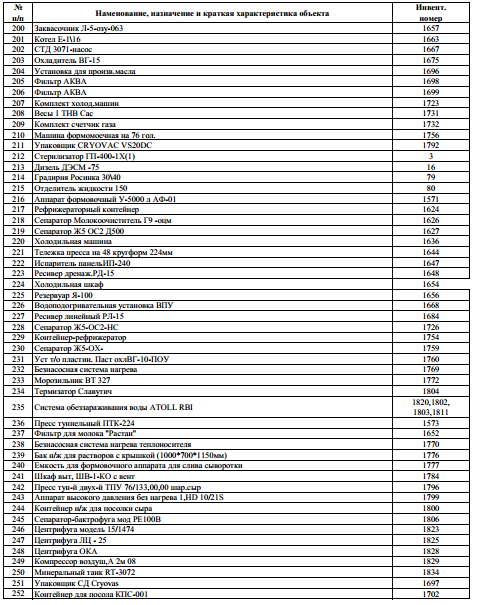 № п/п Наименование, назначение и краткая характеристика объекта Инвент. номер
200 Заквасочник Л-5-озу-063 1657
201 Котел Е-1\16 1663
202 СТД 3071-насос 1667
203 Охладитель ВГ-15 1675
204 Установка для произв.масла 1696
205 Фильтр АКВА 1698
206 Фильтр АКВА 1699
207 Комплект холод.машин 1723
208 Весы 1 ТНВ Сас 1731
209 Комплект счетчик газа 1732
210 Машина формомоечная на 76 гол. 1756
211 Упаковщик CRYOVAC VS20DC 1792
212 Стерилизатор ГП-400-1Х(1) 3
213 Дизель ДЭСМ -75 16
214 Градирня Росинка 30\40 79
215 Отделитель жидкости 150 80
216 Аппарат формовочный У-5000 л АФ-01 1571
217 Рефрижераторный контейнер 1624
218 Сепаратор Молокоочиститель Г9 -оцм 1626
219 Сепаратор Ж5 ОС2 Д500 1627
220 Холодильная машина 1636
221 Тележка пресса на 48 кругформ 224мм 1644
222 Испаритель панельИП-240 1647
223 Ресивер дренаж.РД-15 1648
224 Холодильная шкаф 1654
225 Резервуар Я-100 1656
226 Водоподогревательная установка ВПУ 1668
227 Ресивер линейный РЛ-15 1684
228 Сепаратор Ж5-ОС2-НС 1726
229 Контейнер-рефрижератор 1754
230 Сепаратор Ж5-ОХ- 1759
231 Уст т/о пластин. Паст охлВГ-10-ПОУ 1760
232 Безнасосная система нагрева 1769
233 Морозильник ВТ 327 1772
234 Термизатор Славутич 1804
235 Система обеззараживания воды ATOLL RBI 1820,1802,
1803,1811
236 Пресс туннельный ПТК-224 1573
237 Фильтр для молока "Растан" 1652
238 Безнасосная система нагрева теплоносителя 1770
239 Бак н/ж для растворов с крышкой (1000*700*1150мм) 1776
240 Емкость для формовочного аппарата для слива сыворотки 1777
241 Шкаф выт, ШВ-1-КО с вент 1784
242 Пресс тун-й двух-й ТПУ 76/133,00,00 шар.сыр 1796
243 Аппарат высокого давления без нагрева 1,HD 10/21S 1799
244 Контейнер н/ж для посолки сыра 1800
245 Сепаратор-бактофуга мод РЕ100В 1806
246 Центрифуга модель 15/1474 1823
247 Центрифуга ЛЦ - 25 1825
248 Центрифуга ОКА 1828
249 Компрессор воздуш,А 2м 08 1829
250 Минеральный танк RT-3072 1834
251 Упаковщик СД Cryovas 1697
252 Контейнер для посола КПС-001 1702